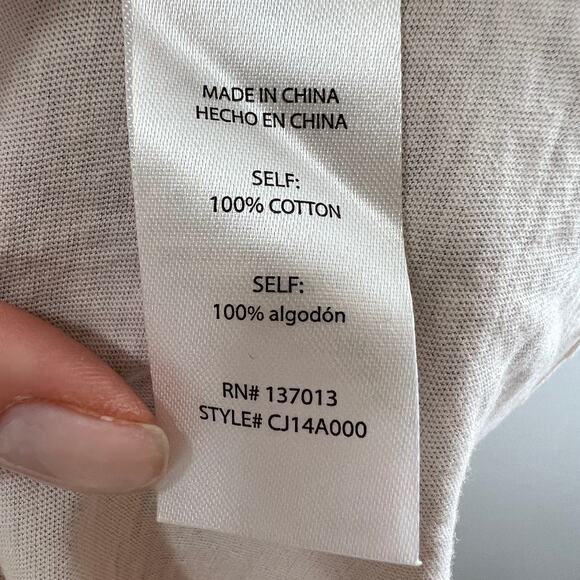 MADE IN CHINA
HECHO EN CHINA
SELF:
100% COTTON
SELF:
100% algodón
RN# 137013
STYLE# CJ14A000